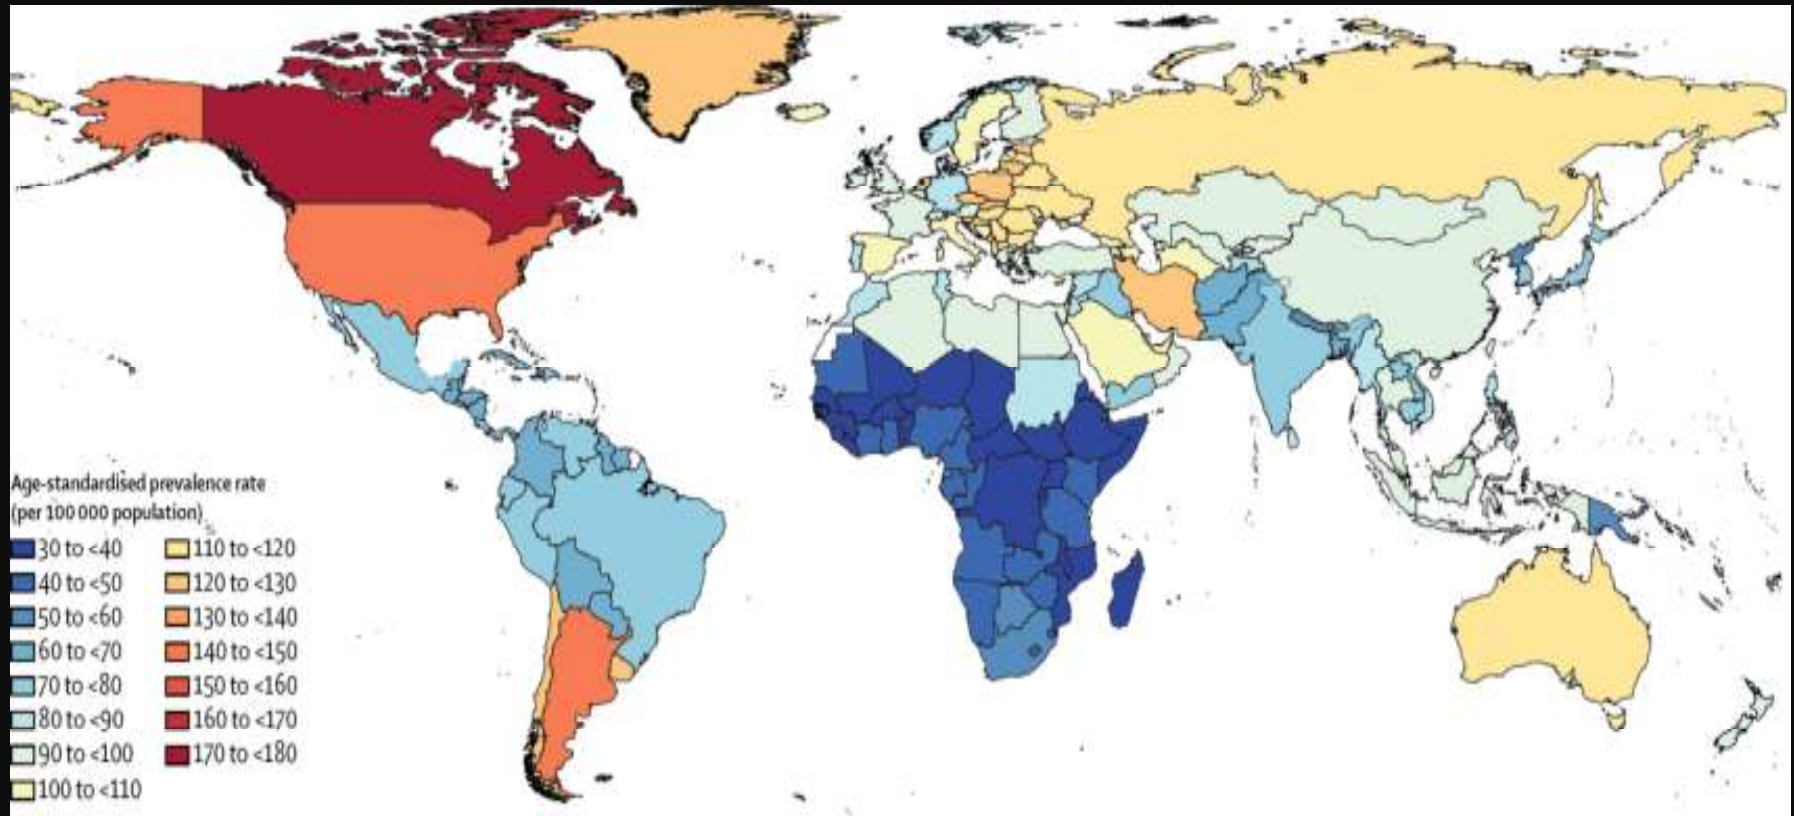 Age-standardised prevalence rate
(per 100 000 population)
30 to <40
40 to <50
50 to <60
60 to <70
70 to <80
80 to <90
90 to <100
100 to <110
110 to <120
120 to <130
130 to <140
140 to <150
150 to <160
160 to <170
170 to <180